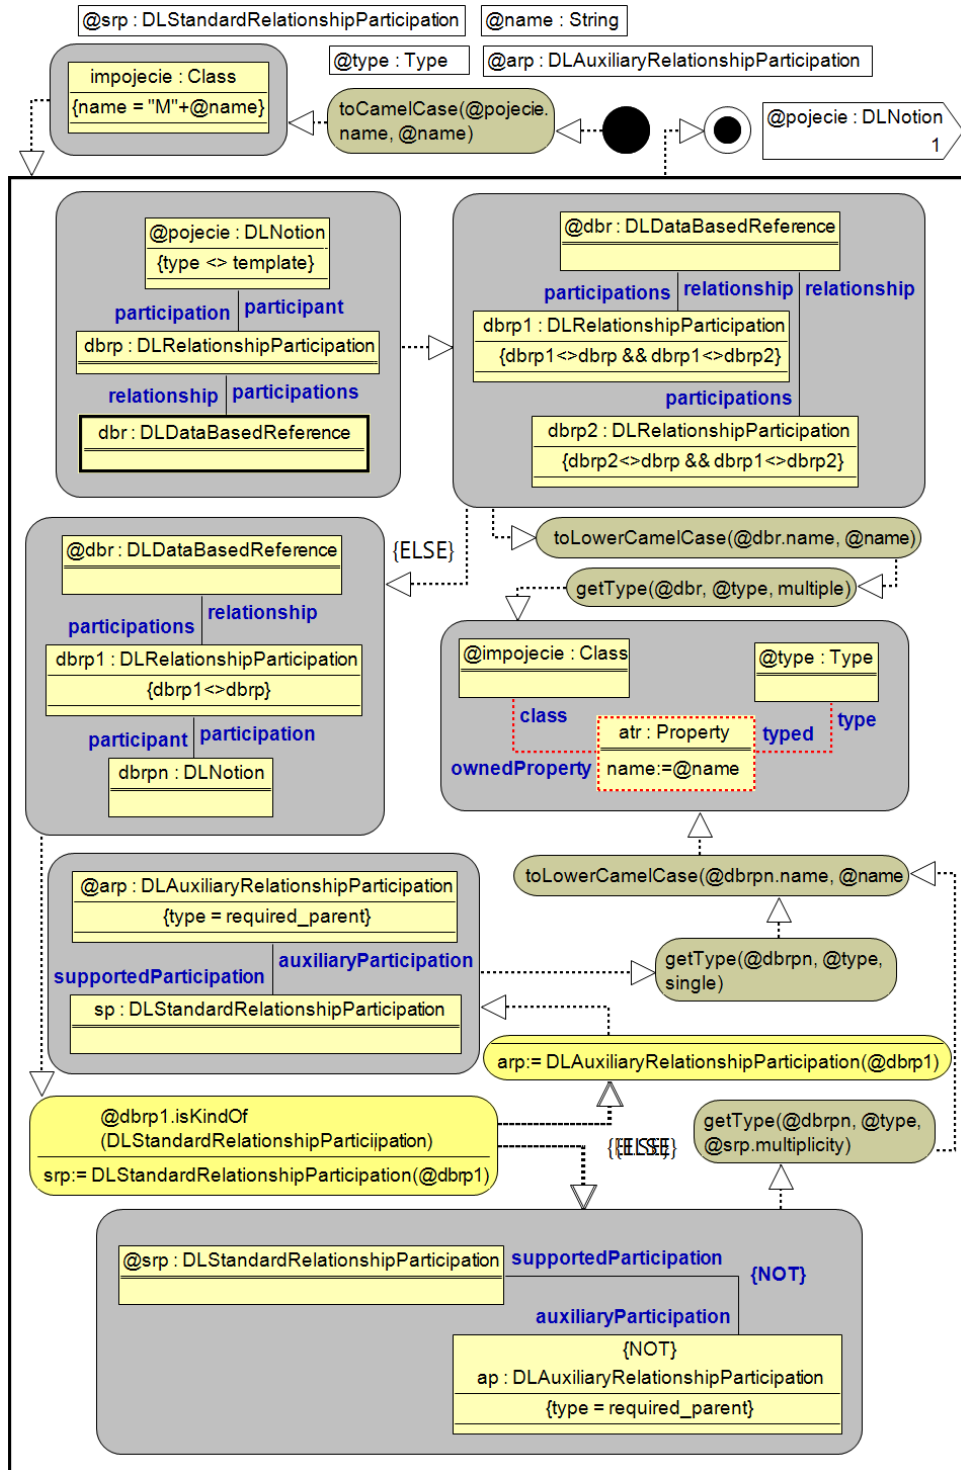 @srp : DLStandardRelationshipParticipation
@name : String
@type : Type
@arp : DLAuxiliaryRelationshipParticipation
impojecie : Class
{name = "M"+@name}
toCamelCase(@pojecie.
name, @name)
@pojecie : DLNotion
1
@pojecie : DLNotion
{type <> template}
participation
participant
dbrp : DLRelationshipParticipation
relationship
participations
dbr : DLDataBasedReference
@dbr : DLDataBasedReference
participations
relationship
relationship
dbrp1 : DLRelationshipParticipation
{dbrp1<>dbrp && dbrp1<>dbrp2}
participations
dbrp2 : DLRelationshipParticipation
{dbrp2<>dbrp && dbrp1<>dbrp2}
{ELSE}
toLowerCamelCase(@dbr.name, @name)
getType(@dbr, @type, multiple)
@dbr : DLDataBasedReference
relationship
participations
dbrp1 : DLRelationshipParticipation
{dbrp1<>dbrp}
participant
participation
dbrpn : DLNotion
@impojecie : Class
@type : Type
class
type
atr : Property
typed
ownedProperty
name:=@name
toLowerCamelCase(@dbrpn.name, @name
@arp : DLAuxiliaryRelationshipParticipation
{type = required_parent}
auxiliaryParticipation
supportedParticipation
sp : DLStandardRelationshipParticipation
getType(@dbrpn, @type,
single)
arp:= DLAuxiliaryRelationshipParticipation(@dbrp1)
@dbrp1.isKindOf
(DLStandardRelationshipParticiipation)
srp:= DLStandardRelationshipParticipation(@dbrp1)
{ELSE}
getType(@dbrpn, @type,
@srp.multiplicity)
@srp : DLStandardRelationshipParticipation
supportedParticipation
{NOT}
auxiliaryParticipation
{NOT}
ap : DLAuxiliaryRelationshipParticipation
{type = required_parent}